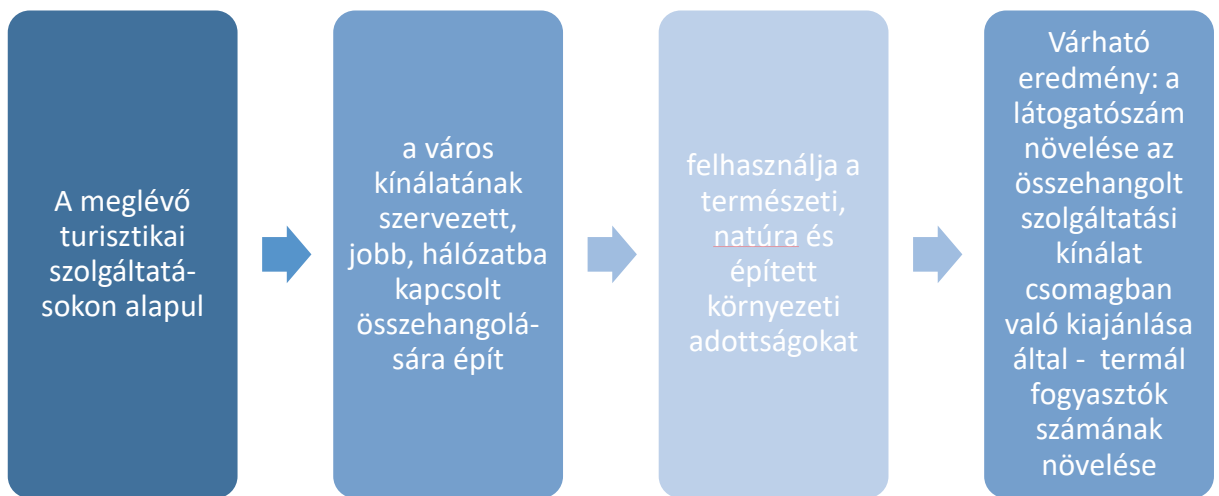 A meglévő
turisztikai
szolgáltatá-
sokon alapul
a város
kínálatának
szervezett,
jobb, hálózatba
kapcsolt
összehangolá-
sára épít
felhasználja a
természeti,
natúra és
épített
környezeti
adottságokat
Várható
eredmény: a
látogatószám
növelése az
összehangolt
szolgáltatási
kínálat
csomagban
való kiajánlása
által - termál
fogyasztók
számának
növelése